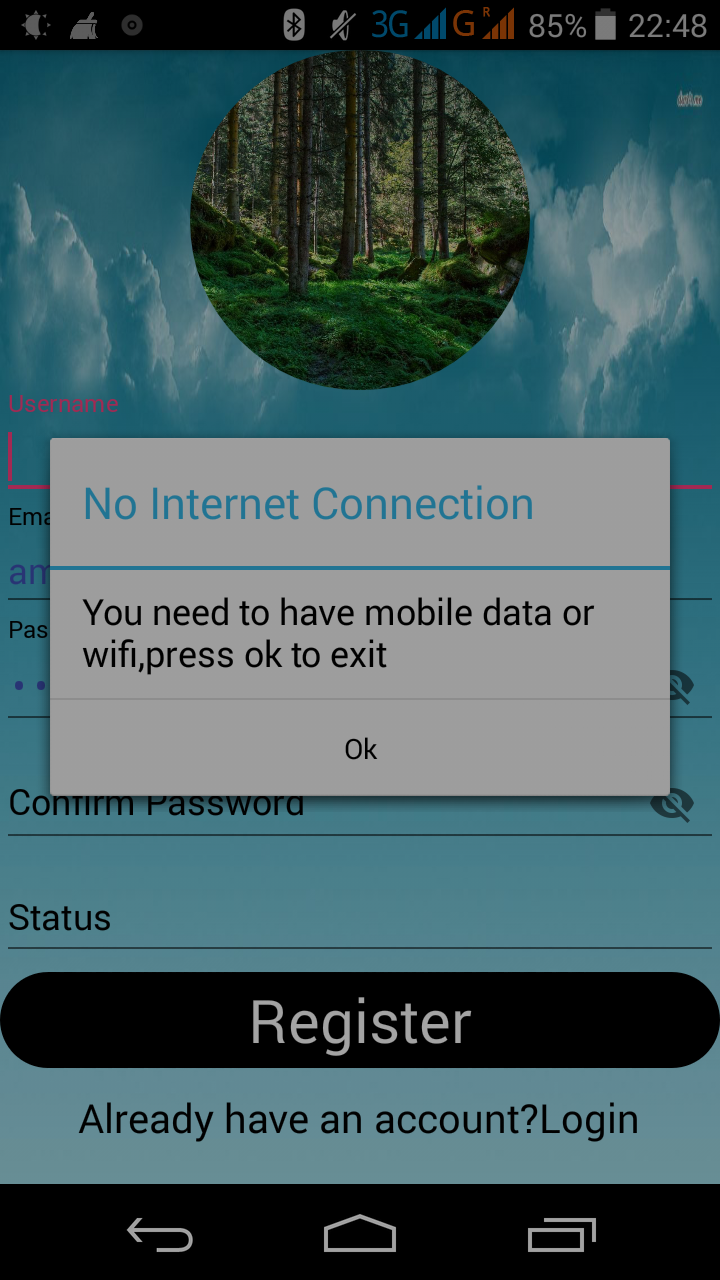 3G G R 85% 22:48
Username
No Internet Connection
Ema
am
You need to have mobile data or
wifi,press ok to exit
Pas
Ok
Confirm Password
Status
Register
Already have an account?Login